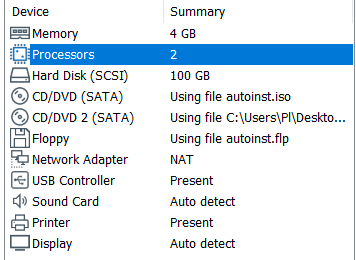 Device Summary
Memory 4 GB
Processors 2
Hard Disk (SCSI) 100 GB
CD/DVD (SATA) Using file autoinst.iso
CD/DVD 2 (SATA) Using file C:\Users\Pl\Deskto...
Floppy Using file autoinst.flp
Network Adapter NAT
USB Controller Present
Sound Card Auto detect
Printer Present
Display Auto detect